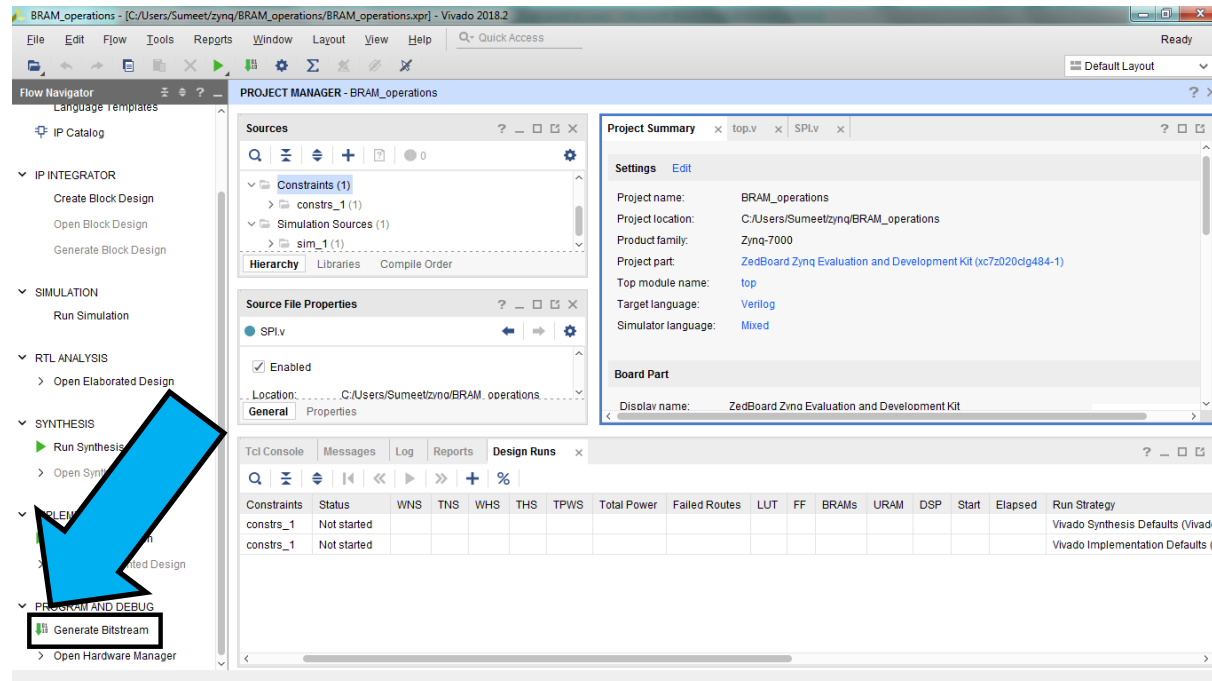 BRAM_operations - [C:/Users/Sumeet/zynq/BRAM_operations/BRAM_operations.xpr] - Vivado 2018.2
File Edit Flow Tools Reports Window Layout View Help Quick Access Ready
Default Layout
Flow Navigator
Language Templates
IP Catalog
IP INTEGRATOR
Create Block Design
Open Block Design
Generate Block Design
SIMULATION
Run Simulation
RTL ANALYSIS
Open Elaborated Design
SYNTHESIS
Run Synthesis
Open
PROGRAM AND DEBUG
Generate Bitstream
Open Hardware Manager
PROJECT MANAGER - BRAM_operations
Sources
0
Constraints (1)
constrs_1 (1)
Simulation Sources (1)
sim_1 (1)
Hierarchy Libraries Compile Order
Source File Properties
SPI.v
Enabled
Location: C:/Users/Sumeet/zynq/BRAM_operations
General Properties
Project Summary top.v SPI.v
Settings Edit
Project name: BRAM_operations
Project location: C:/Users/Sumeet/zynq/BRAM_operations
Product family: Zynq-7000
Project part: ZedBoard Zynq Evaluation and Development Kit (xc7z020clg484-1)
Top module name: top
Target language: Verilog
Simulator language: Mixed
Board Part
Display name: ZedBoard Zynq Evaluation and Development Kit
Tcl Console Messages Log Reports Design Runs
Constraints Status WNS TNS WHS THS TPWS Total Power Failed Routes LUT FF BRAMs URAM DSP Start Elapsed Run Strategy
constrs_1 Not started Vivado Synthesis Defaults (Vivad
constrs_1 Not started Vivado Implementation Defaults (